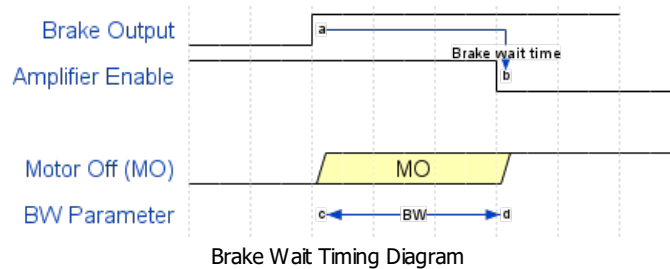 Brake Output
a
Brake wait time
Amplifier Enable
b
Motor Off (MO)
MO
BW Parameter
c
BW
d
Brake Wait Timing Diagram